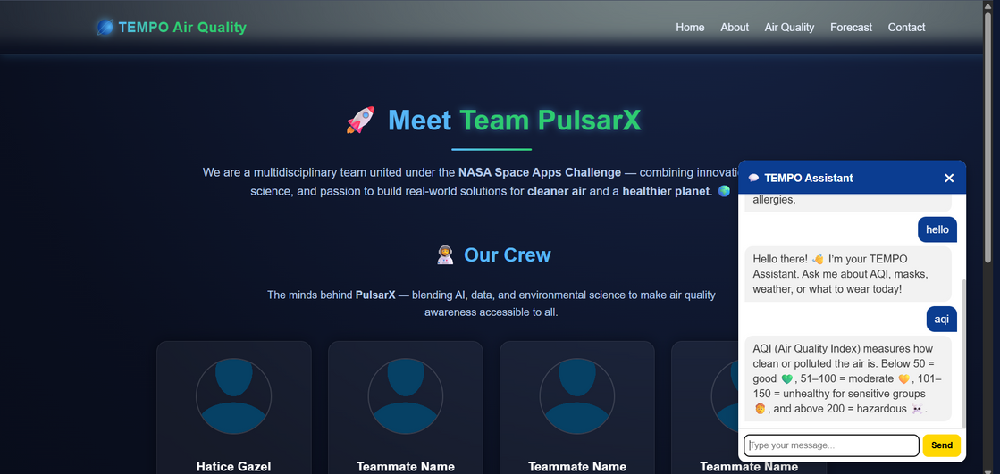 TEMPO Air Quality
Home About Air Quality Forecast Contact
🚀 Meet Team PulsarX
We are a multidisciplinary team united under the NASA Space Apps Challenge — combining
science, and passion to build real-world solutions for cleaner air and a healthier planet. 🌍
👩‍🚀 Our Crew
The minds behind PulsarX — blending AI, data, and environmental science to make air quality
awareness accessible to all.
Hatice Gazel
Teammate Name
Teammate Name
Teammate Name
💬 TEMPO Assistant ✕
allergies.
hello
Hello there! 👋 I'm your TEMPO
Assistant. Ask me about AQI, masks,
weather, or what to wear today!
aqi
AQI (Air Quality Index) measures how
clean or polluted the air is. Below 50 =
good 💚, 51–100 = moderate 🧡, 101–
150 = unhealthy for sensitive groups
😷, and above 200 = hazardous ☠️.
Type your message...
Send